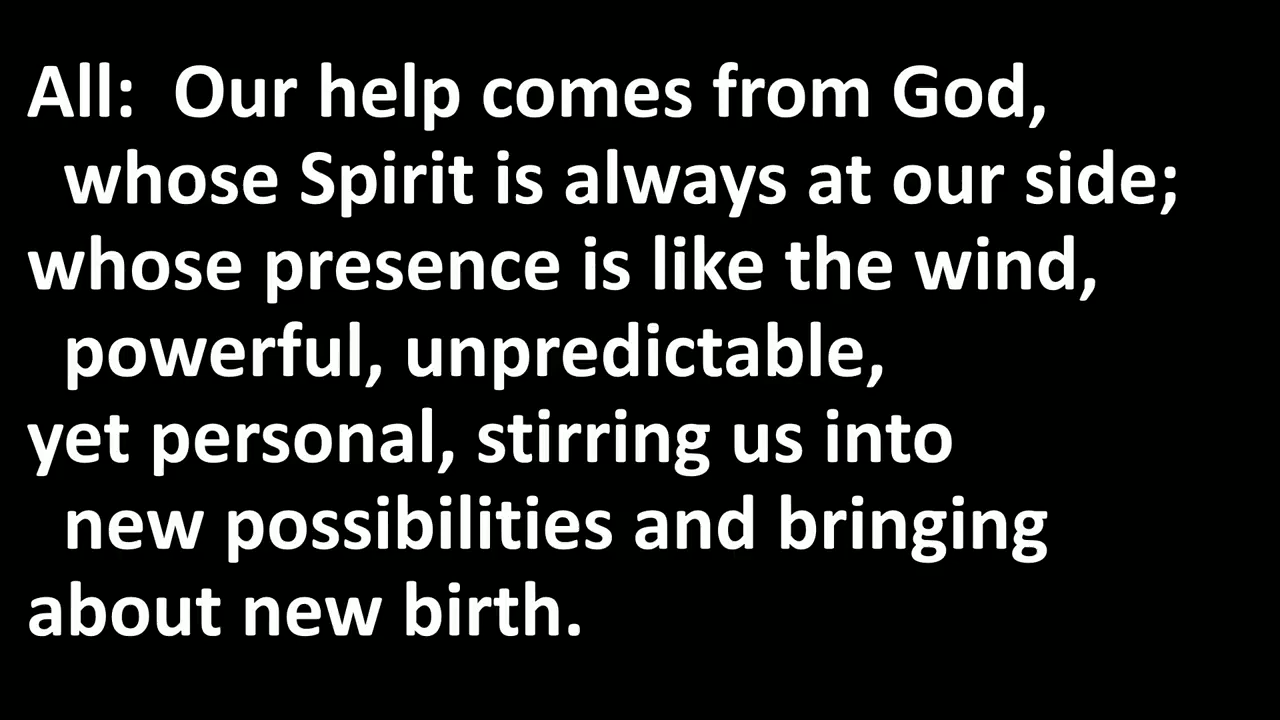 All:  Our help comes from God,
whose Spirit is always at our side;
whose presence is like the wind,
powerful, unpredictable,
yet personal, stirring us into
new possibilities and bringing
about new birth.